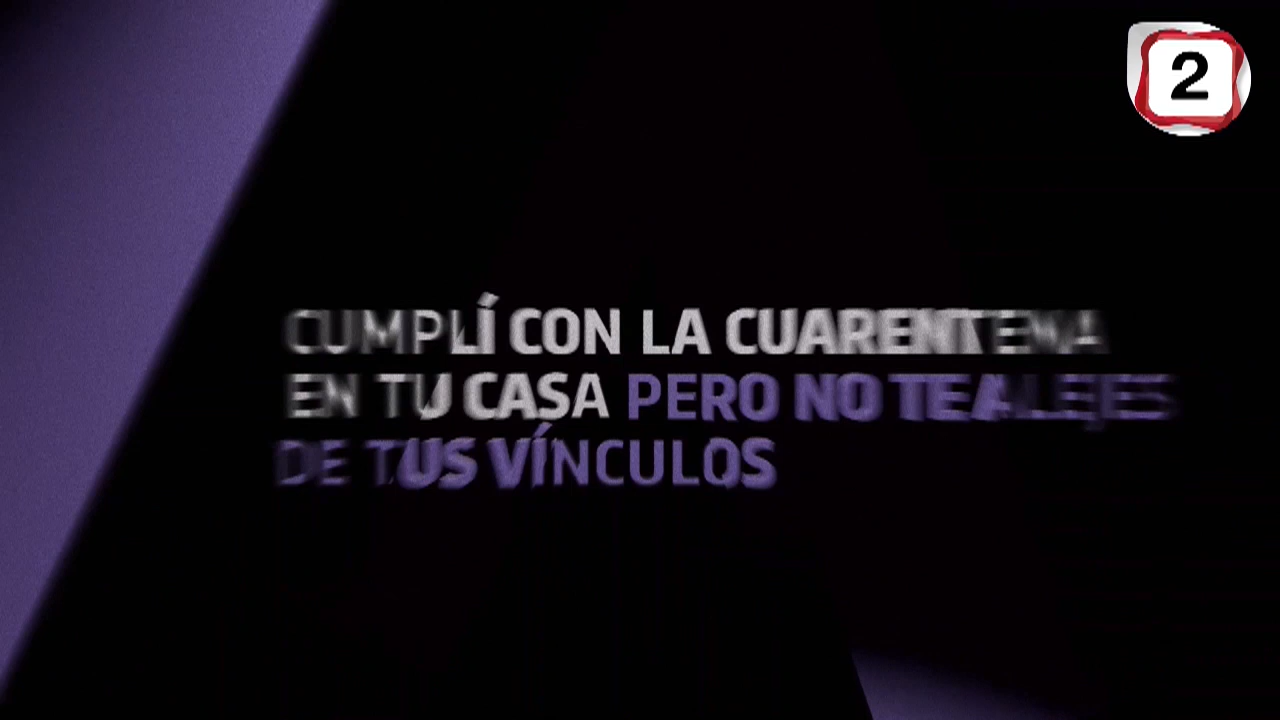 2
CUMPLÍ CON LA CUARENTENA
EN TU CASA PERO NO TE ALEJES
DE TUS VÍNCULOS